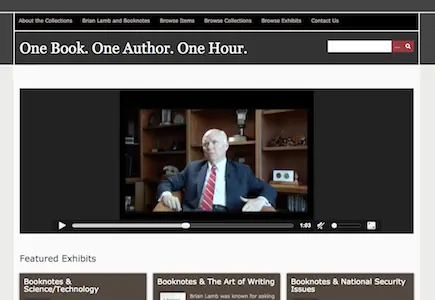 About the Collections Brian Lamb and Booknotes Browse Items Browse Collections Browse Exhibits Contact Us
One Book. One Author. One Hour.
...
1:03
Featured Exhibits
Booknotes & Science/Technology
Booknotes & The Art of Writing
Brian Lamb was known for asking
Booknotes & National Security Issues